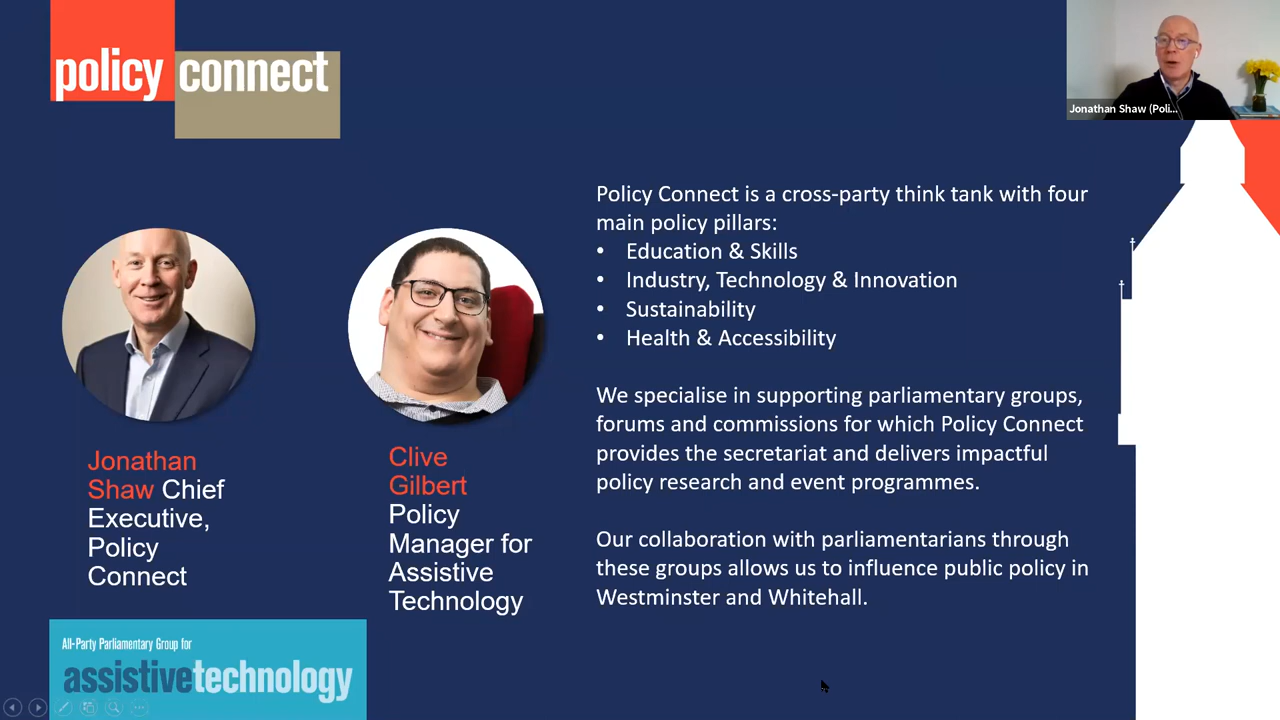 policy connect
Jonathan Shaw (Poli...
Policy Connect is a cross-party think tank with four
main policy pillars:
• Education & Skills
• Industry, Technology & Innovation
• Sustainability
• Health & Accessibility
We specialise in supporting parliamentary groups,
forums and commissions for which Policy Connect
provides the secretariat and delivers impactful
policy research and event programmes.
Our collaboration with parliamentarians through
these groups allows us to influence public policy in
Westminster and Whitehall.
Jonathan
Shaw Chief
Executive,
Policy
Connect
Clive
Gilbert
Policy
Manager for
Assistive
Technology
All-Party Parliamentary Group for
assistivetechnology